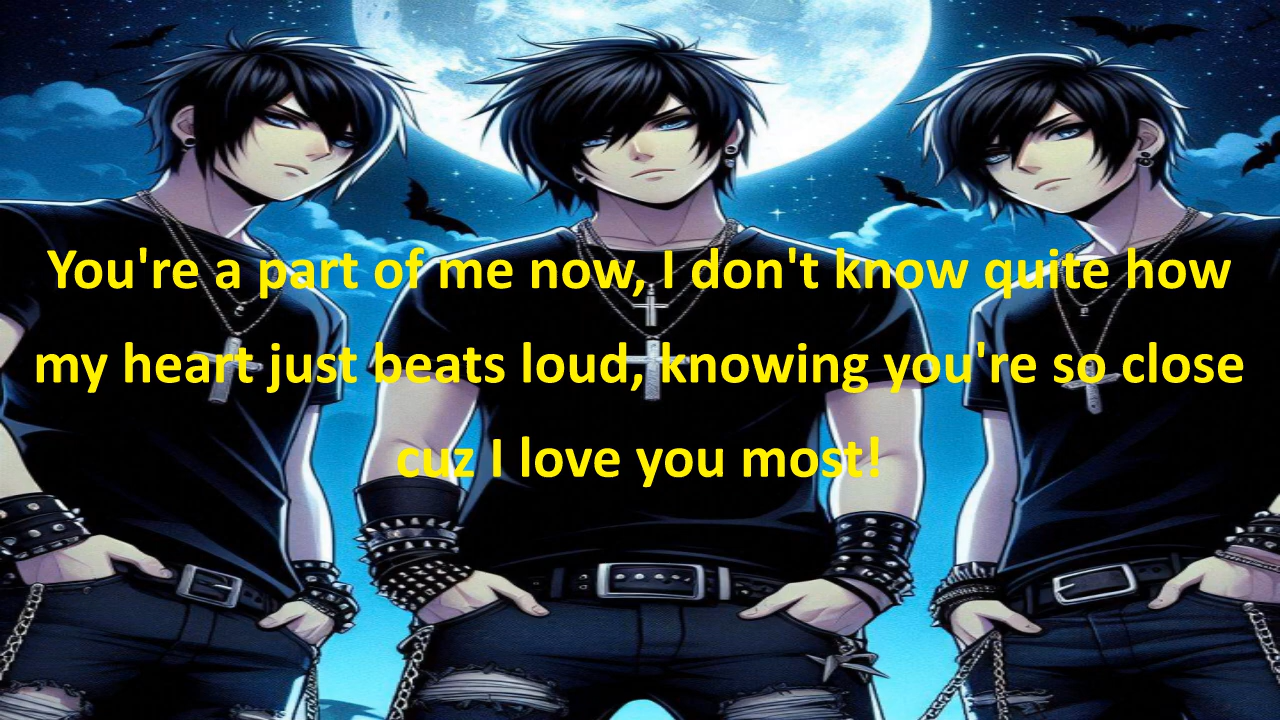 You're a part of me now, I don't know quite how
my heart just beats loud, knowing you're so close
cuz I love you most!